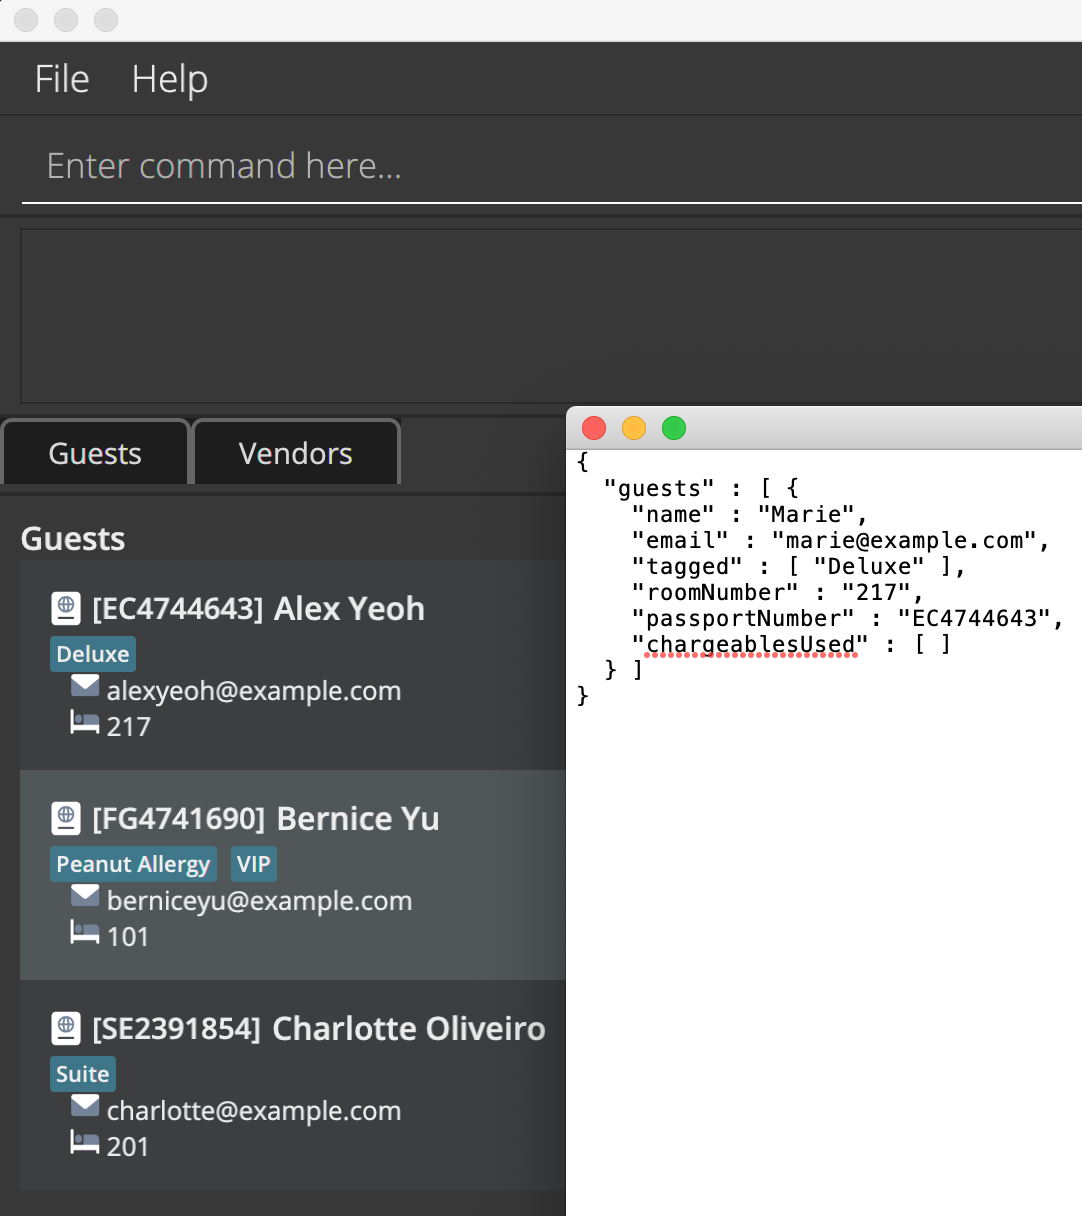 File Help
Enter command here...
Guests Vendors
Guests
[EC4744643] Alex Yeoh
Deluxe
alexyeoh@example.com
217
[FG4741690] Bernice Yu
Peanut Allergy VIP
berniceyu@example.com
101
[SE2391854] Charlotte Oliveiro
Suite
charlotte@example.com
201
{
  "guests" : [ {
    "name" : "Marie",
    "email" : "marie@example.com",
    "tagged" : [ "Deluxe" ],
    "roomNumber" : "217",
    "passportNumber" : "EC4744643",
    "chargeablesUsed" : [ ]
  } ]
}